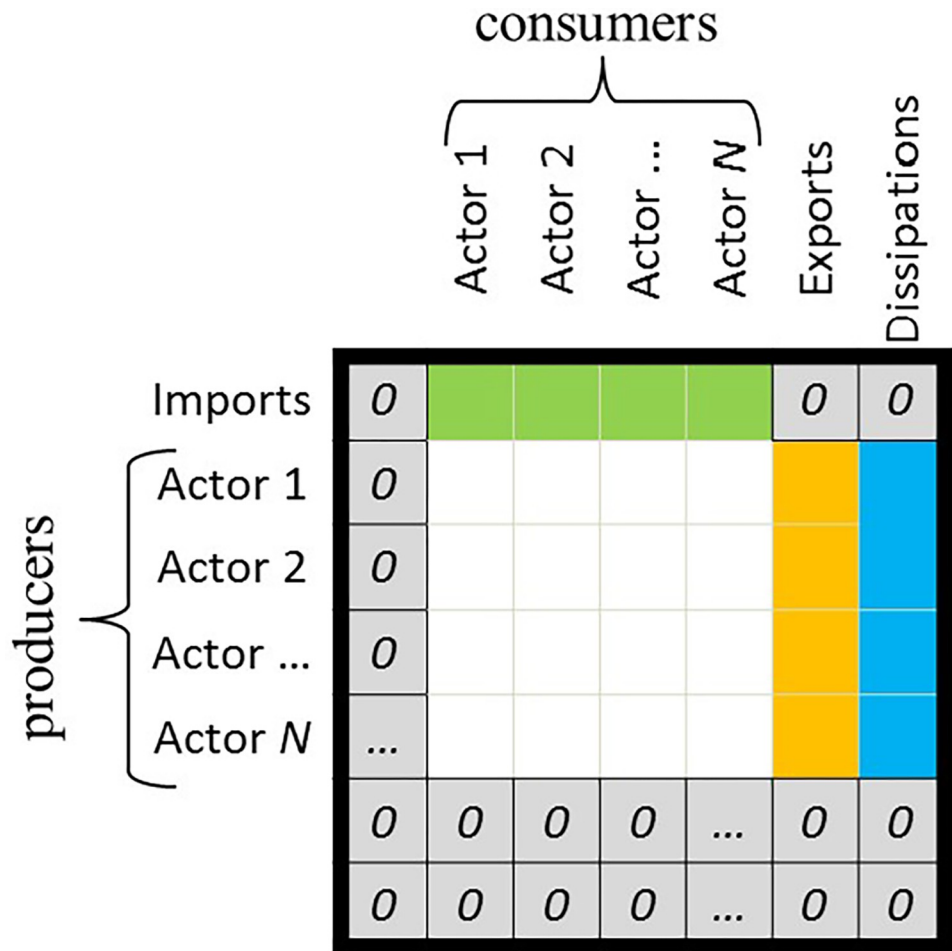 consumers
Actor 1 Actor 2 Actor ... Actor N Exports Dissipations
Imports 0 0 0
producers
Actor 1 0
Actor 2 0
Actor ... 0
Actor N ...
0 0 0 0 ... 0 0
0 0 0 0 ... 0 0